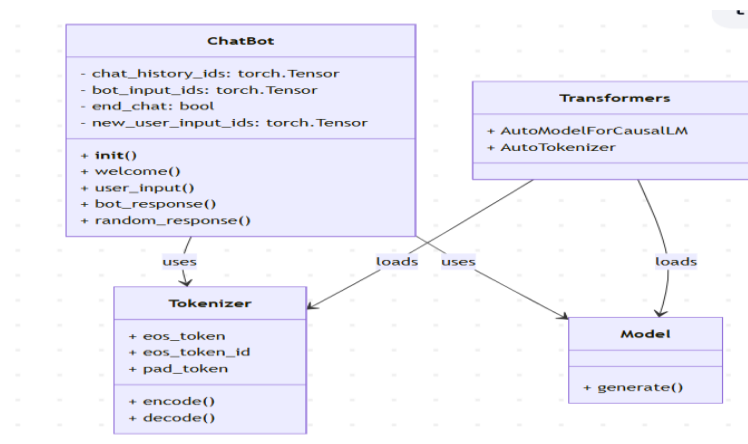 ChatBot
- chat_history_ids: torch.Tensor
- bot_input_ids: torch.Tensor
- end_chat: bool
- new_user_input_ids: torch.Tensor
+ init()
+ welcome()
+ user_input()
+ bot_response()
+ random_response()
Transformers
+ AutoModelForCausalLM
+ AutoTokenizer
uses
loads
uses
loads
Tokenizer
+ eos_token
+ eos_token_id
+ pad_token
+ encode()
+ decode()
Model
+ generate()